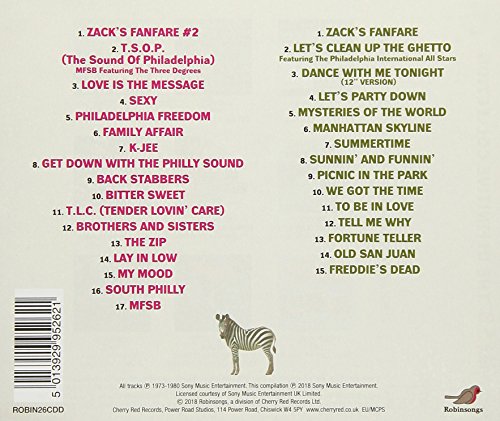 1. ZACK'S FANFARE #2
2. T.S.O.P.
(The Sound Of Philadelphia)
MFSB Featuring The Three Degrees
3. LOVE IS THE MESSAGE
4. SEXY
5. PHILADELPHIA FREEDOM
6. FAMILY AFFAIR
7. K-JEE
8. GET DOWN WITH THE PHILLY SOUND
9. BACK STABBERS
10. BITTER SWEET
11. T.L.C. (TENDER LOVIN' CARE)
12. BROTHERS AND SISTERS
13. THE ZIP
14. LAY IN LOW
15. MY MOOD
16. SOUTH PHILLY
17. MFSB
1. ZACK'S FANFARE
2. LET'S CLEAN UP THE GHETTO
Featuring The Philadelphia International All Stars
3. DANCE WITH ME TONIGHT
(12" VERSION)
4. LET'S PARTY DOWN
5. MYSTERIES OF THE WORLD
6. MANHATTAN SKYLINE
7. SUMMERTIME
8. SUNNIN' AND FUNNIN'
9. PICNIC IN THE PARK
10. WE GOT THE TIME
11. TO BE IN LOVE
12. TELL ME WHY
13. FORTUNE TELLER
14. OLD SAN JUAN
15. FREDDIE'S DEAD
5 013929 952621
ROBIN26CDD
All tracks ℗ 1973-1980 Sony Music Entertainment. This compilation ℗ 2018 Sony Music Entertainment.
Licensed courtesy of Sony Music Entertainment UK Limited.
© 2018 Robinsongs, a division of Cherry Red Records Ltd.
Cherry Red Records, Power Road Studios, 114 Power Road, Chiswick W4 5PY www.cherryred.co.uk EU/MCPS
Robinsongs